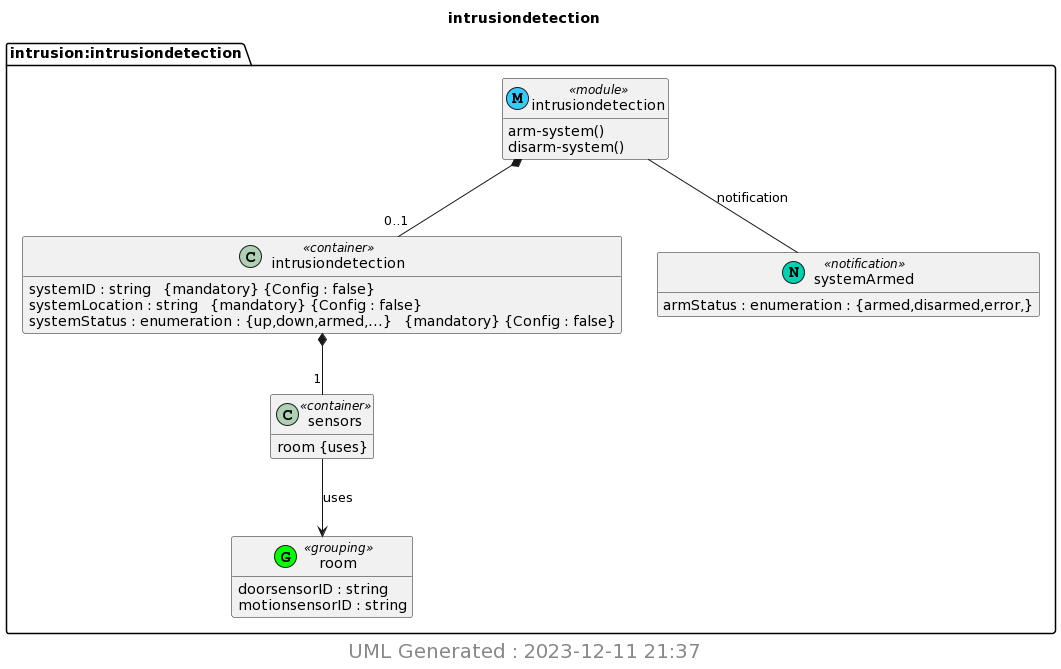 intrusiondetection
intrusion:intrusiondetection
M
«module»
intrusiondetection
arm-system()
disarm-system()
notification
0..1
C
«container»
intrusiondetection
systemID : string   {mandatory} {Config : false}
systemLocation : string   {mandatory} {Config : false}
systemStatus : enumeration : {up,down,armed,...}   {mandatory} {Config : false}
N
«notification»
systemArmed
armStatus : enumeration : {armed,disarmed,error,}
1
C
«container»
sensors
room {uses}
uses
G
«grouping»
room
doorsensorID : string
motionsensorID : string
UML Generated : 2023-12-11 21:37